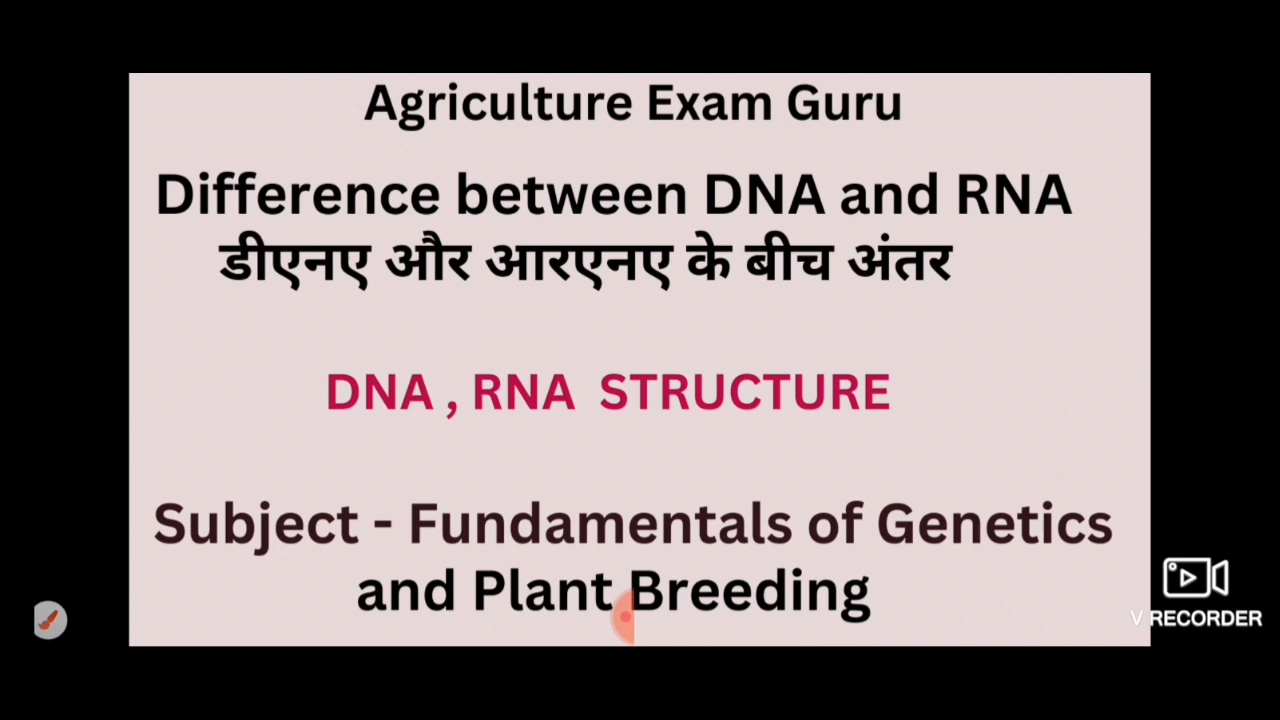 Agriculture Exam Guru
Difference between DNA and RNA
डीएनए और आरएनए के बीच अंतर
DNA , RNA STRUCTURE
Subject - Fundamentals of Genetics
and Plant Breeding
V RECORDER